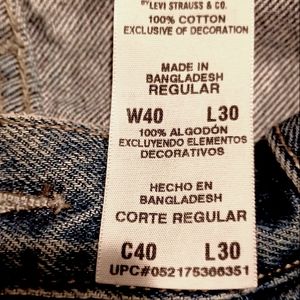 BY LEVI STRAUSS & CO.
100% COTTON
EXCLUSIVE OF DECORATION
MADE IN
BANGLADESH
REGULAR
W40 L30
100% ALGODÓN
EXCLUYENDO ELEMENTOS
DECORATIVOS
HECHO EN
BANGLADESH
CORTE REGULAR
C40 L30
UPC#052175366351